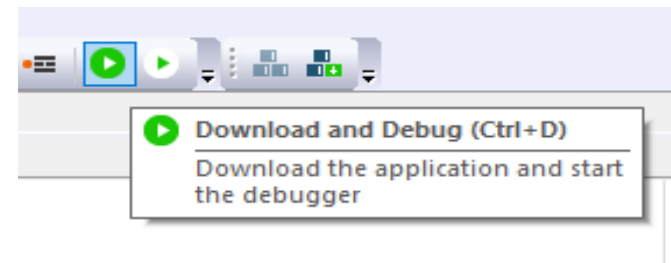 Download and Debug (Ctrl+D)
Download the application and start
the debugger